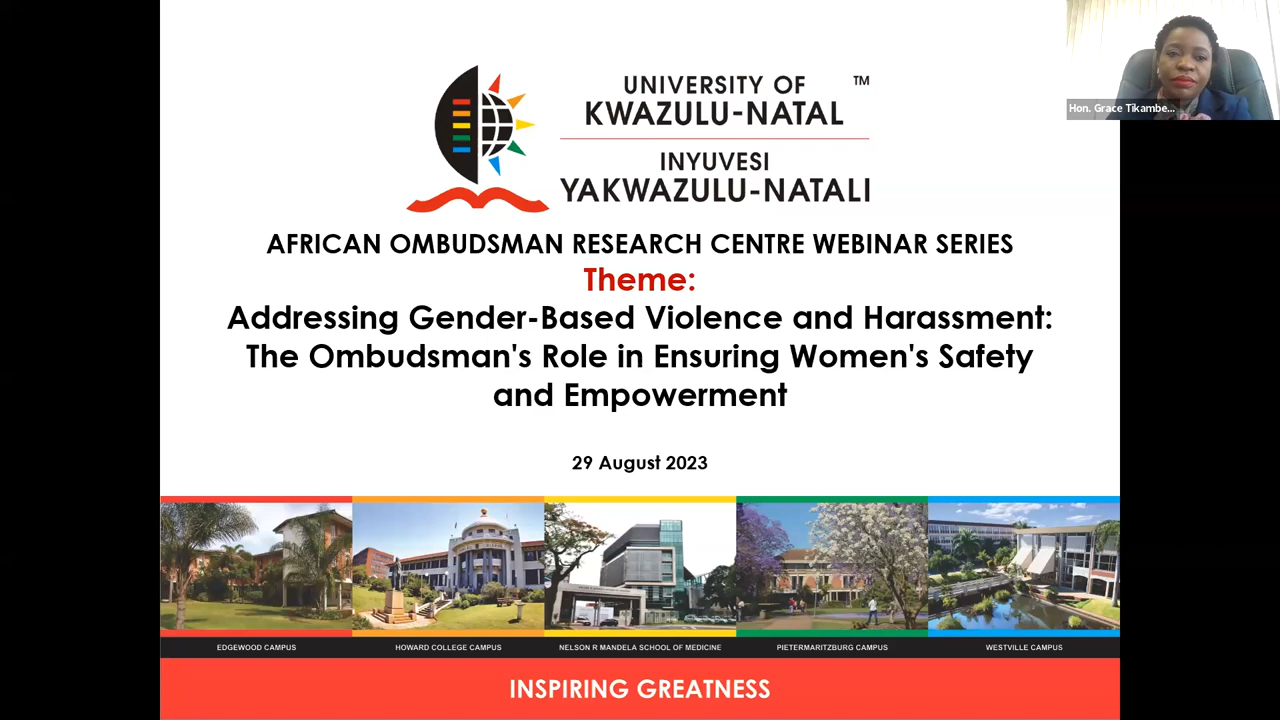 UNIVERSITY OF ™
KWAZULU-NATAL
INYUVESI
YAKWAZULU-NATALI
AFRICAN OMBUDSMAN RESEARCH CENTRE WEBINAR SERIES
Theme:
Addressing Gender-Based Violence and Harassment:
The Ombudsman's Role in Ensuring Women's Safety
and Empowerment
29 August 2023
EDGEWOOD CAMPUS
HOWARD COLLEGE CAMPUS
NELSON R MANDELA SCHOOL OF MEDICINE
PIETERMARITZBURG CAMPUS
WESTVILLE CAMPUS
INSPIRING GREATNESS
Hon. Grace Tikambe...